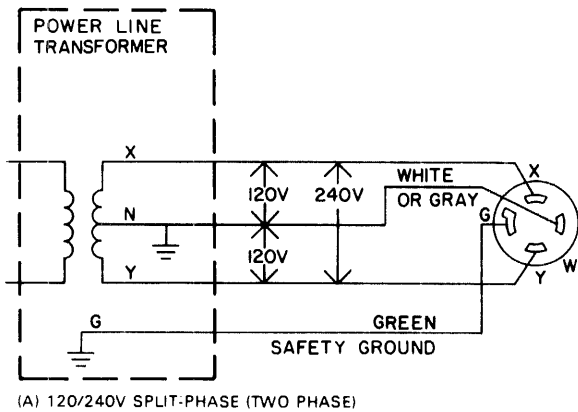 POWER LINE
TRANSFORMER
X
120V
240V
WHITE
OR GRAY
X
N
G
W
120V
Y
Y
G
GREEN
SAFETY GROUND
(A) 120/240V SPLIT-PHASE (TWO PHASE)